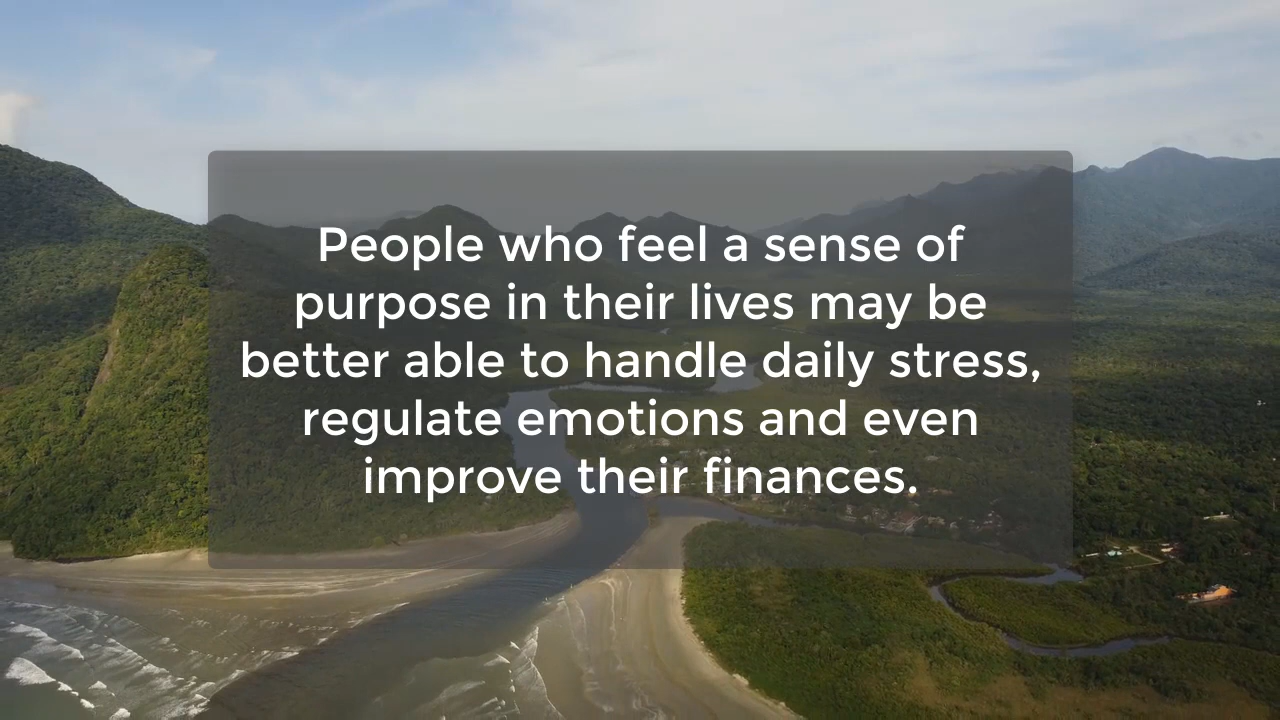 People who feel a sense of
purpose in their lives may be
better able to handle daily stress,
regulate emotions and even
improve their finances.